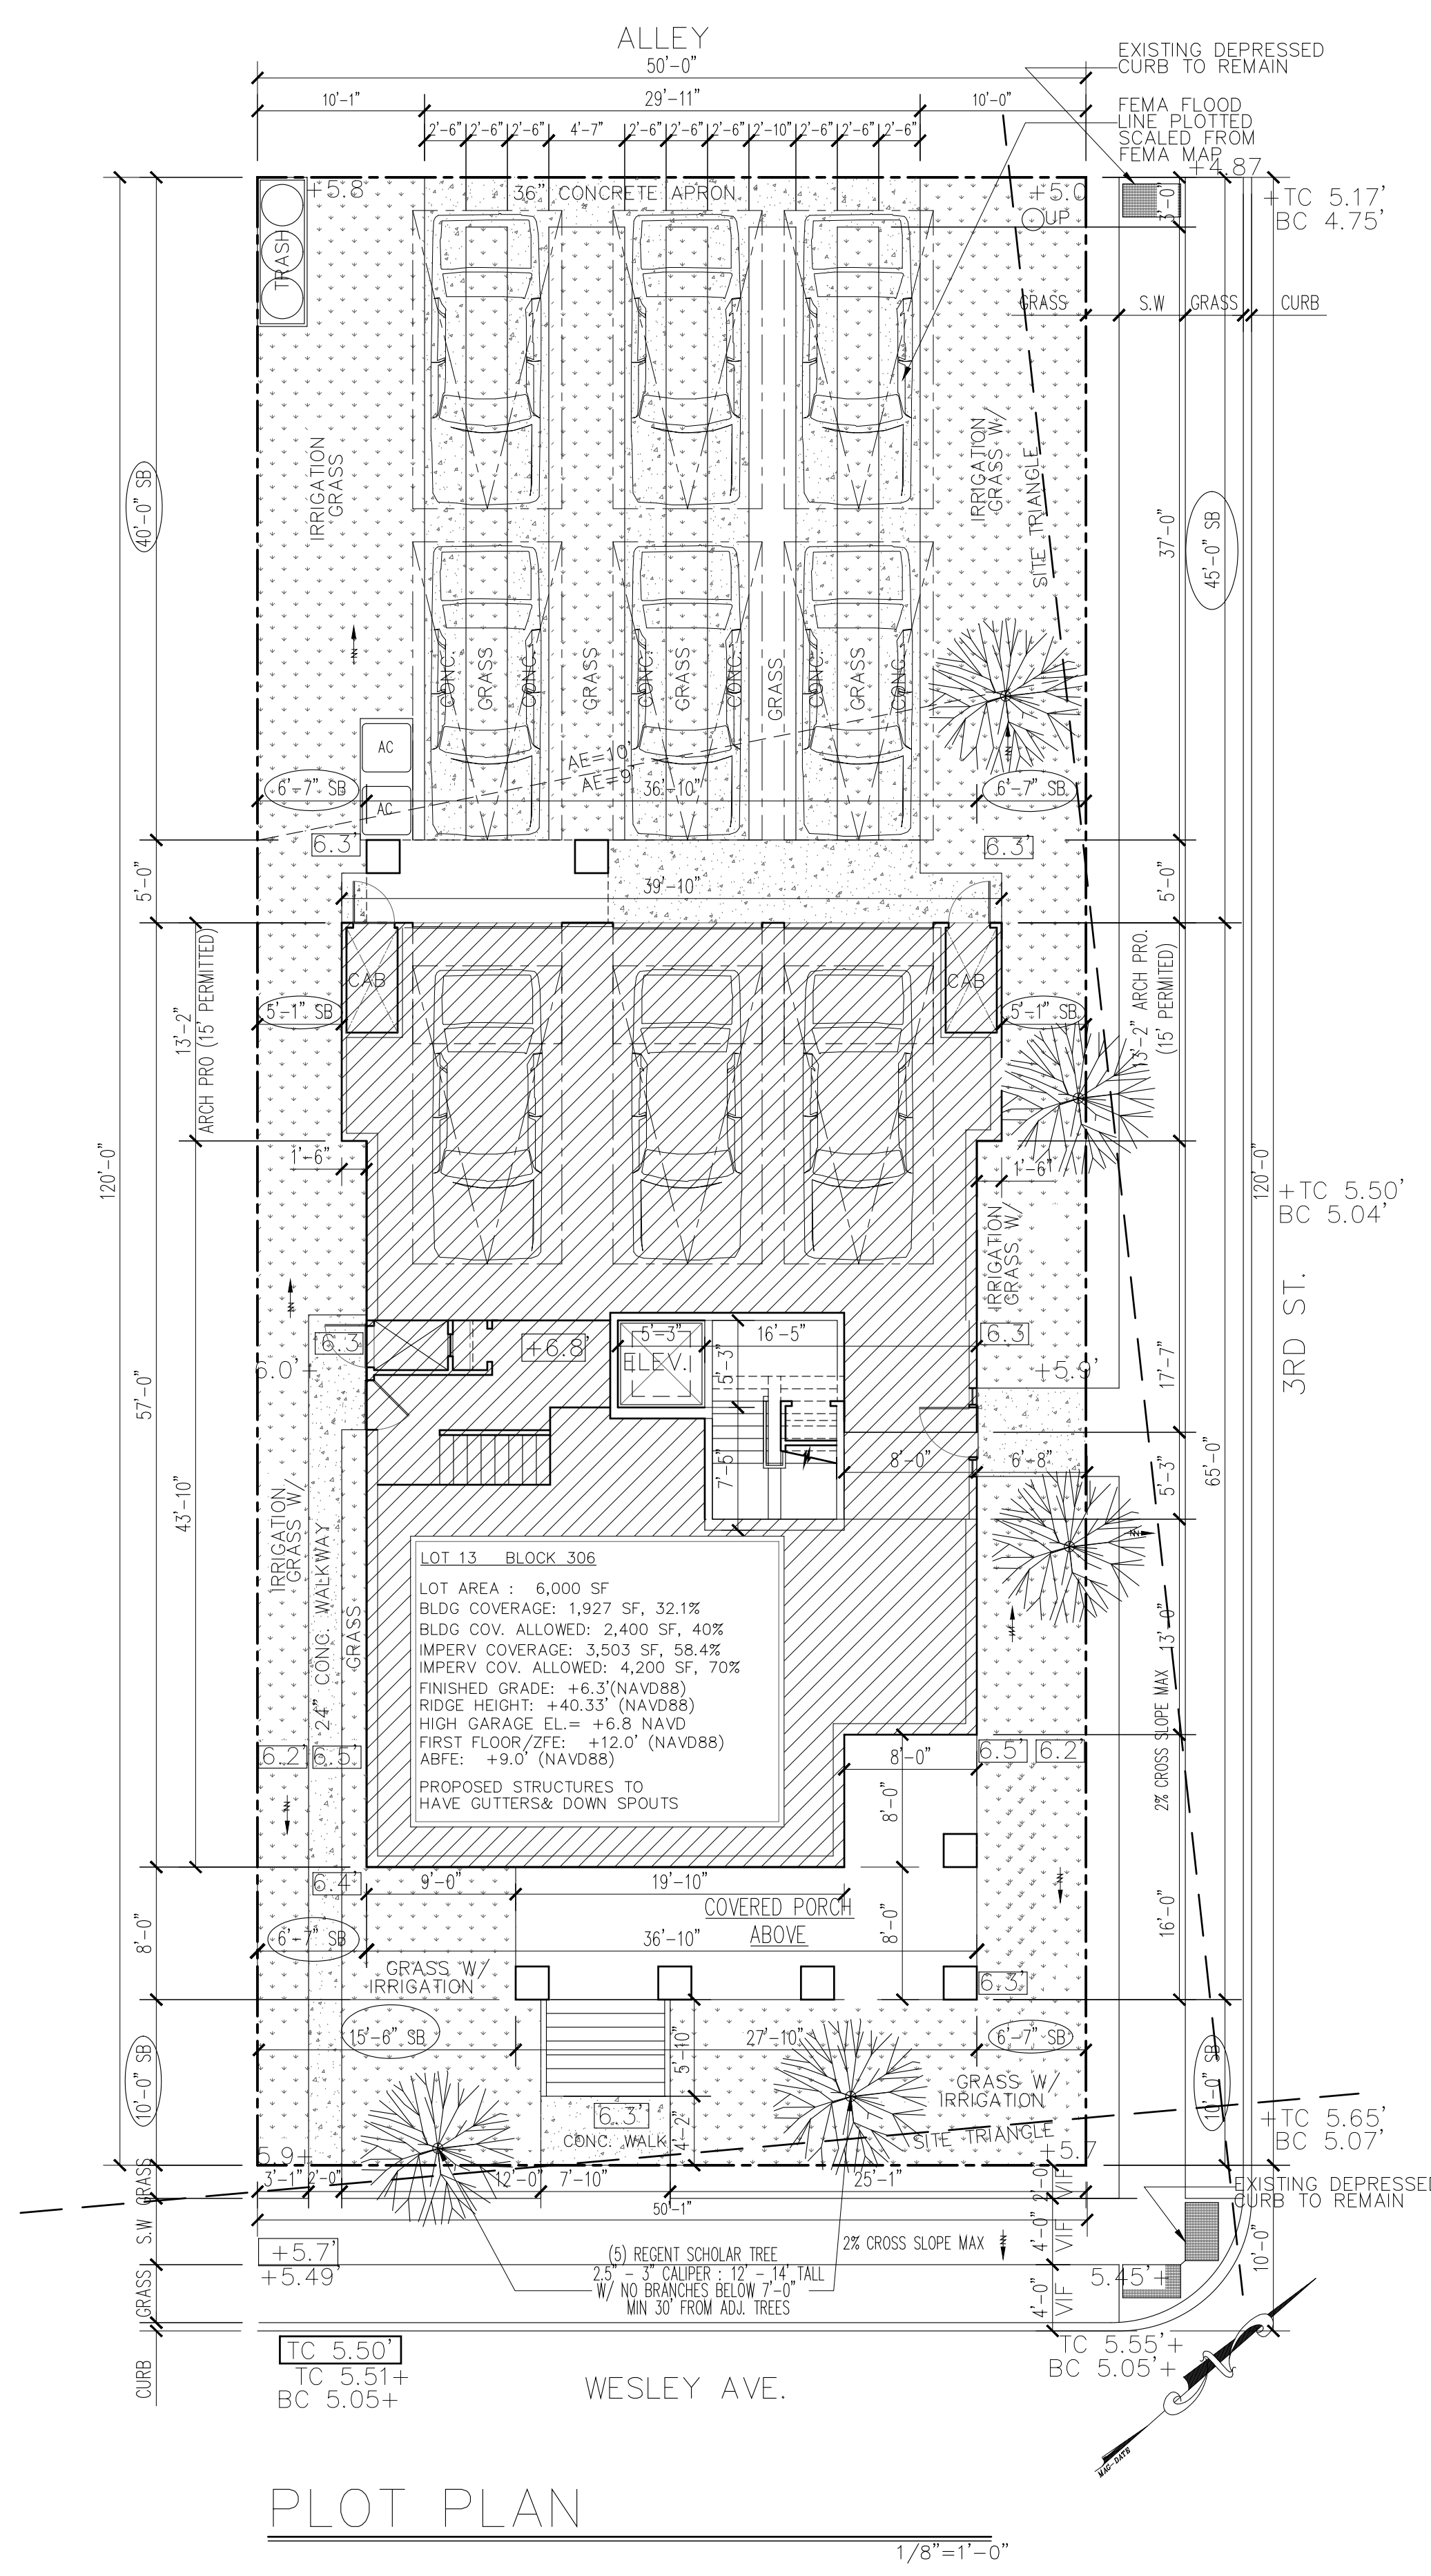 ALLEY
50'-0"
EXISTING DEPRESSED
CURB TO REMAIN
10'-1"
29'-11"
10'-0"
FEMA FLOOD
LINE PLOTTED
SCALED FROM
FEMA MAP
2'-6" 2'-6" 2'-6" 4'-7" 2'-6" 2'-6" 2'-6" 2'-10" 2'-6" 2'-6" 2'-6"
+4.87
+5.8
36" CONCRETE APRON
+5.0
UP
3'-0"
+TC 5.17'
BC 4.75'
TRASH
GRASS S.W GRASS CURB
IRRIGATION
GRASS
IRRIGATION
GRASS W/
SITE TRIANGLE
40'-0" SB
37'-0"
45'-0" SB
N
CONC. GRASS CONC. GRASS CONC. GRASS CONC. GRASS CONC. GRASS CONC.
N
AC
AE=10'
AE=9'
6'-7" SB
36'-10"
6'-7" SB
AC
6.3'
6.3'
5'-0"
39'-10"
5'-0"
CAB
CAB
5'-1" SB
5'-1" SB
13'-2"
ARCH PRO (15' PERMITTED)
13'-2" ARCH PRO.
(15' PERMITED)
120'-0"
1'-6"
1'-6"
120'-0"
+TC 5.50'
BC 5.04'
IRRIGATION
GRASS W/
3RD ST.
N
6.3
+6.8'
5'-3"
16'-5"
6.3
ELEV.
5'-3"
6.0'+
+5.9'
17'-7"
57'-0"
43'-10"
7'-5"
8'-0"
6'-8"
5'-3"
65'-0"
IRRIGATION
GRASS W/
24" CONC. WALKWAY
GRASS
N
LOT 13 BLOCK 306
LOT AREA : 6,000 SF
BLDG COVERAGE: 1,927 SF, 32.1%
BLDG COV. ALLOWED: 2,400 SF, 40%
IMPERV COVERAGE: 3,503 SF, 58.4%
IMPERV COV. ALLOWED: 4,200 SF, 70%
FINISHED GRADE: +6.3'(NAVD88)
RIDGE HEIGHT: +40.33' (NAVD88)
HIGH GARAGE EL.= +6.8 NAVD
FIRST FLOOR/ZFE: +12.0' (NAVD88)
ABFE: +9.0' (NAVD88)
PROPOSED STRUCTURES TO
HAVE GUTTERS& DOWN SPOUTS
N
13'-0"
2% CROSS SLOPE MAX
6.2' 6.5'
6.5' 6.2'
8'-0"
N
8'-0"
N
6.4'
9'-0"
19'-10"
COVERED PORCH
ABOVE
8'-0"
16'-0"
8'-0"
6'-7" SB
36'-10"
GRASS W/
IRRIGATION
6.3'
15'-6" SB
27'-10"
6'-7" SB
5'-10"
10'-0" SB
10'-0" SB
GRASS W/
IRRIGATION
6.3'
CONC. WALK
4'-2"
SITE TRIANGLE
+TC 5.65'
BC 5.07'
5.9+
+5.7
3'-1" 2'-0" 12'-0" 7'-10" 25'-1"
2'-0"
VIF
GRASS
50'-1"
EXISTING DEPRESSED
CURB TO REMAIN
S.W
4'-0"
VIF
2% CROSS SLOPE MAX
N
10'-0"
+5.7'
+5.49'
(5) REGENT SCHOLAR TREE
2.5" - 3" CALIPER : 12' - 14' TALL
W/ NO BRANCHES BELOW 7'-0"
MIN 30' FROM ADJ. TREES
5.45'+
GRASS
4'-0"
VIF
TC 5.50'
TC 5.51+
BC 5.05+
TC 5.55'+
BC 5.05'+
CURB
WESLEY AVE.
MAG-DATE
PLOT PLAN
1/8"=1'-0"